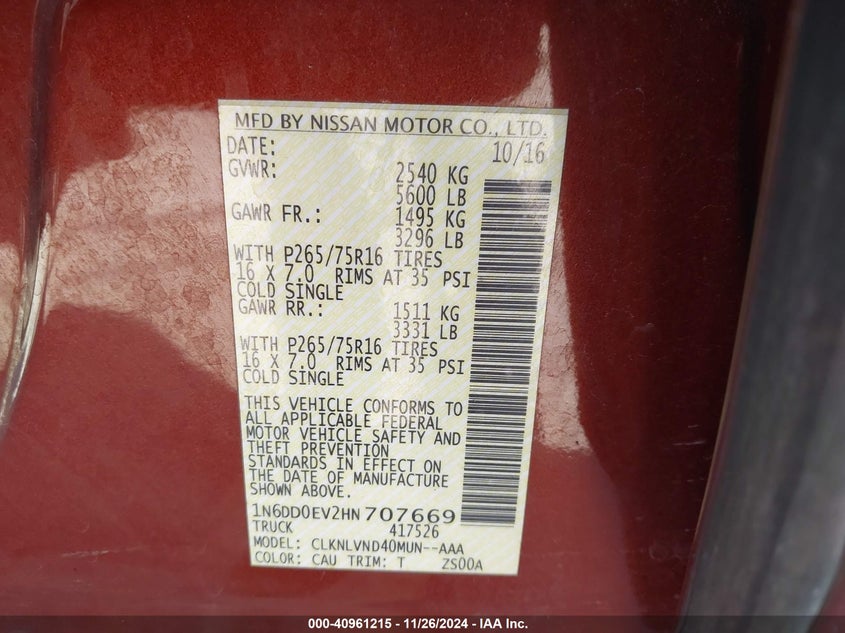 MFD BY NISSAN MOTOR CO., LTD.
DATE: 10/16
GVWR: 2540 KG
5600 LB
GAWR FR.: 1495 KG
3296 LB
WITH P265/75R16 TIRES
16 X 7.0 RIMS AT 35 PSI
COLD SINGLE
GAWR RR.: 1511 KG
3331 LB
WITH P265/75R16 TIRES
16 X 7.0 RIMS AT 35 PSI
COLD SINGLE
THIS VEHICLE CONFORMS TO
ALL APPLICABLE FEDERAL
MOTOR VEHICLE SAFETY AND
THEFT PREVENTION
STANDARDS IN EFFECT ON
THE DATE OF MANUFACTURE
SHOWN ABOVE.
1N6DD0EV2HN707669
TRUCK 417526
MODEL: CLKNLVND40MUN--AAA
COLOR: CAU TRIM: T ZS00A
000-40961215 - 11/26/2024 - IAA Inc.